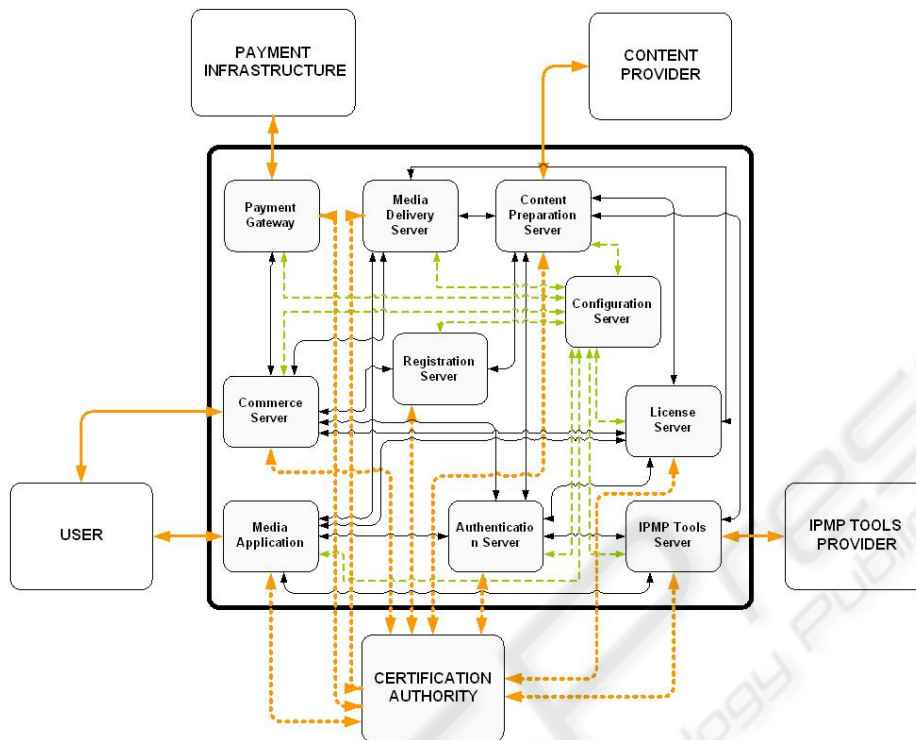 PAYMENT
INFRASTRUCTURE
CONTENT
PROVIDER
Payment
Gateway
Media
Delivery
Server
Content
Preparation
Server
Configuration
Server
Registration
Server
Commerce
Server
License
Server
USER
Media
Application
Authenticatio
n Server
IPMP Tools
Server
IPMP TOOLS
PROVIDER
CERTIFICATION
AUTHORITY